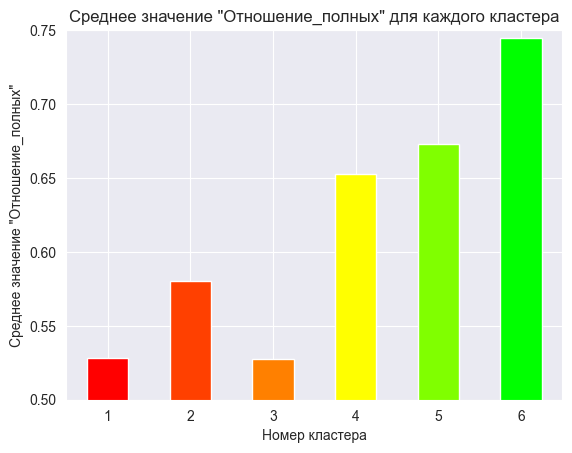 Среднее значение "Отношение_полных" для каждого кластера
Среднее значение "Отношение_полных"
0.75
0.70
0.65
0.60
0.55
0.50
1 2 3 4 5 6
Номер кластера